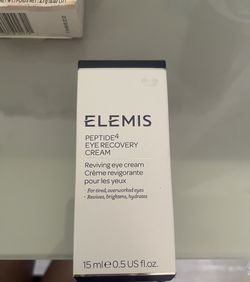 ELEMIS
PEPTIDE⁴
EYE RECOVERY
CREAM
Reviving eye cream
Crème revigorante
pour les yeux
• For tired, overworked eyes
• Revives, brightens, hydrates
15 ml e 0.5 US fl.oz.